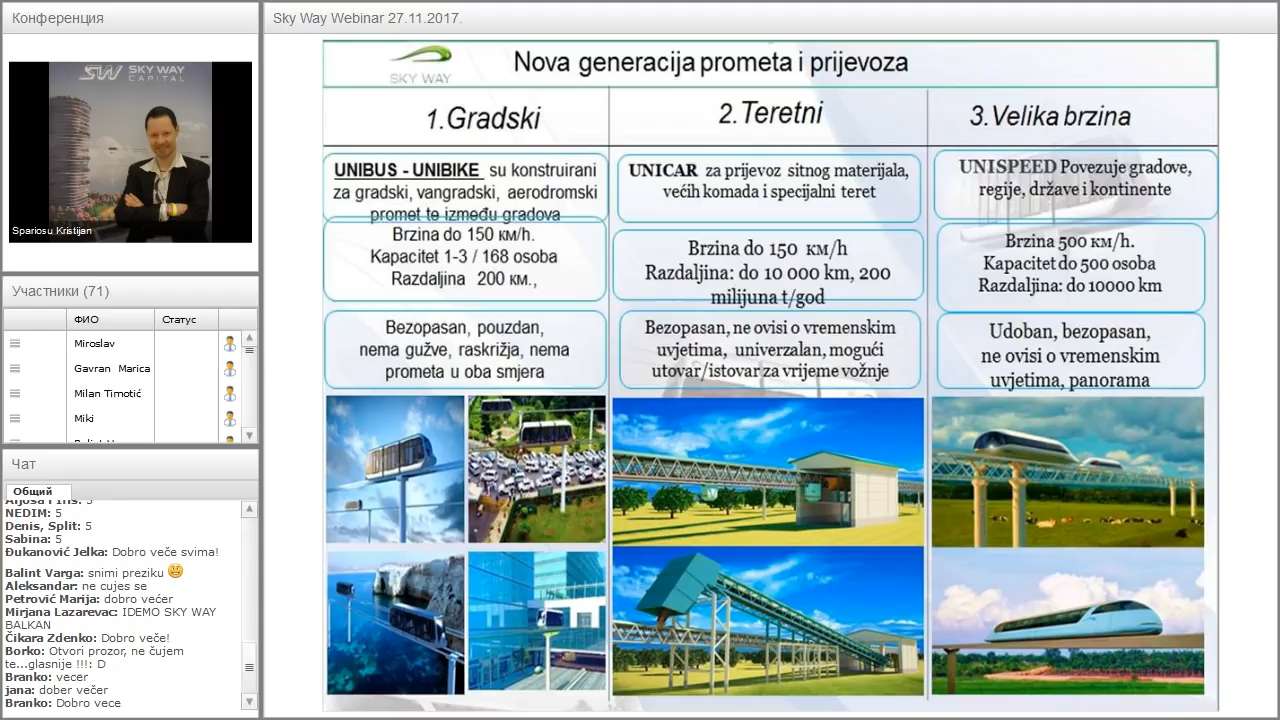 Конференция
SKY WAY
CAPITAL
Spariosu Kristijan
Участники (71)
ФИО Статус
Miroslav
Gavran Marica
Milan Timotić
Miki
Чат
Общий
NEDIM: 5
Denis, Split: 5
Sabina: 5
Đukanović Jelka: Dobro veče svima!
Balint Varga: snimi preziku
Aleksandar: ne cujes se
Petrović Marija: dobro većer
Mirjana Lazarevac: IDEMO SKY WAY
BALKAN
Čikara Zdenko: Dobro veče!
Borko: Otvori prozor, ne čujem
te...glasnije !!!: D
Branko: vecer
jana: dober večer
Branko: Dobro vece
Sky Way Webinar 27.11.2017.
SKY WAY
Nova generacija prometa i prijevoza
1.Gradski
UNIBUS - UNIBIKE su konstruirani
za gradski, vangradski, aerodromski
promet te između gradova
Brzina do 150 км/h.
Kapacitet 1-3 / 168 osoba
Razdaljina 200 км.,
Bezopasan, pouzdan,
nema gužve, raskrižja, nema
prometa u oba smjera
2.Teretni
UNICAR za prijevoz sitnog materijala,
većih komada i specijalni teret
Brzina do 150 км/h
Razdaljina: do 10 000 km, 200
milijuna t/god
Bezopasan, ne ovisi o vremenskim
uvjetima, univerzalan, mogući
utovar/istovar za vrijeme vožnje
3.Velika brzina
UNISPEED Povezuje gradove,
regije, države i kontinente
Brzina 500 км/h.
Kapacitet do 500 osoba
Razdaljina: do 10000 km
Udoban, bezopasan,
ne ovisi o vremenskim
uvjetima, panorama